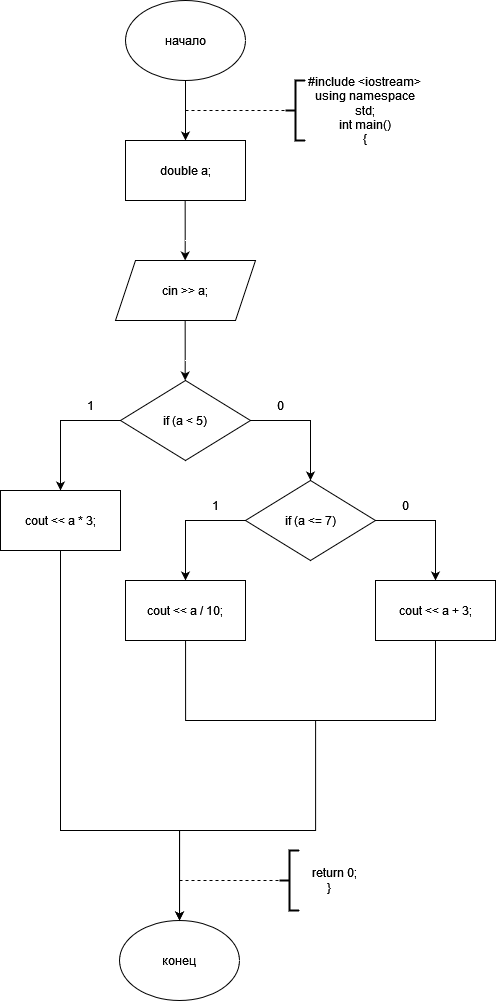 начало
#include <iostream>
using namespace
std;
int main()
{
double a;
cin >> a;
if (a < 5)
1
0
cout << a * 3;
if (a <= 7)
1
0
cout << a / 10;
cout << a + 3;
return 0;
}
конец